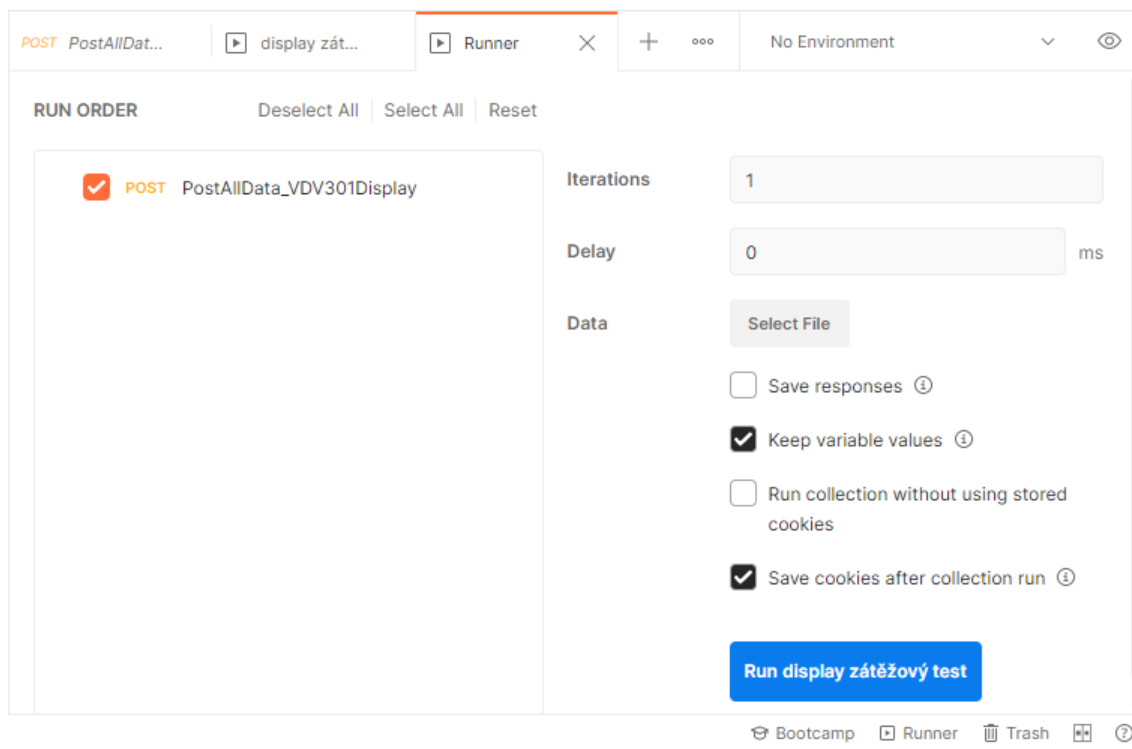 POST PostAllDat... display zát... Runner No Environment
RUN ORDER Deselect All Select All Reset
POST PostAllData_VDV301Display
Iterations 1
Delay 0 ms
Data Select File
Save responses
Keep variable values
Run collection without using stored
cookies
Save cookies after collection run
Run display zátěžový test
Bootcamp Runner Trash